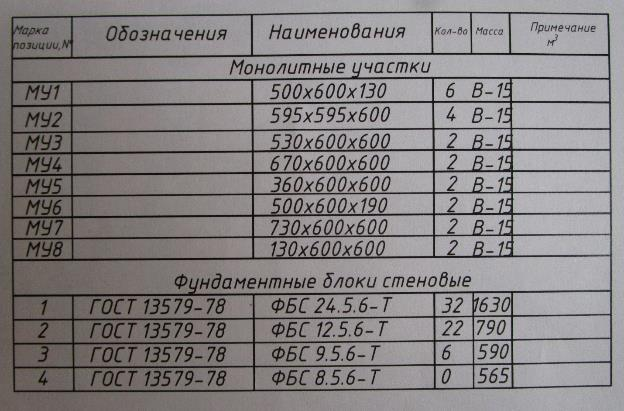 Марка позиции,№ Обозначения Наименования Кол-во Масса Примечание м³
Монолитные участки
МУ1 500х600х130 6 В-15
МУ2 595х595х600 4 В-15
МУ3 530х600х600 2 В-15
МУ4 670х600х600 2 В-15
МУ5 360х600х600 2 В-15
МУ6 500х600х190 2 В-15
МУ7 730х600х600 2 В-15
МУ8 130х600х600 2 В-15
Фундаментные блоки стеновые
1 ГОСТ 13579-78 ФБС 24.5.6-Т 32 1630
2 ГОСТ 13579-78 ФБС 12.5.6-Т 22 790
3 ГОСТ 13579-78 ФБС 9.5.6-Т 6 590
4 ГОСТ 13579-78 ФБС 8.5.6-Т 0 565